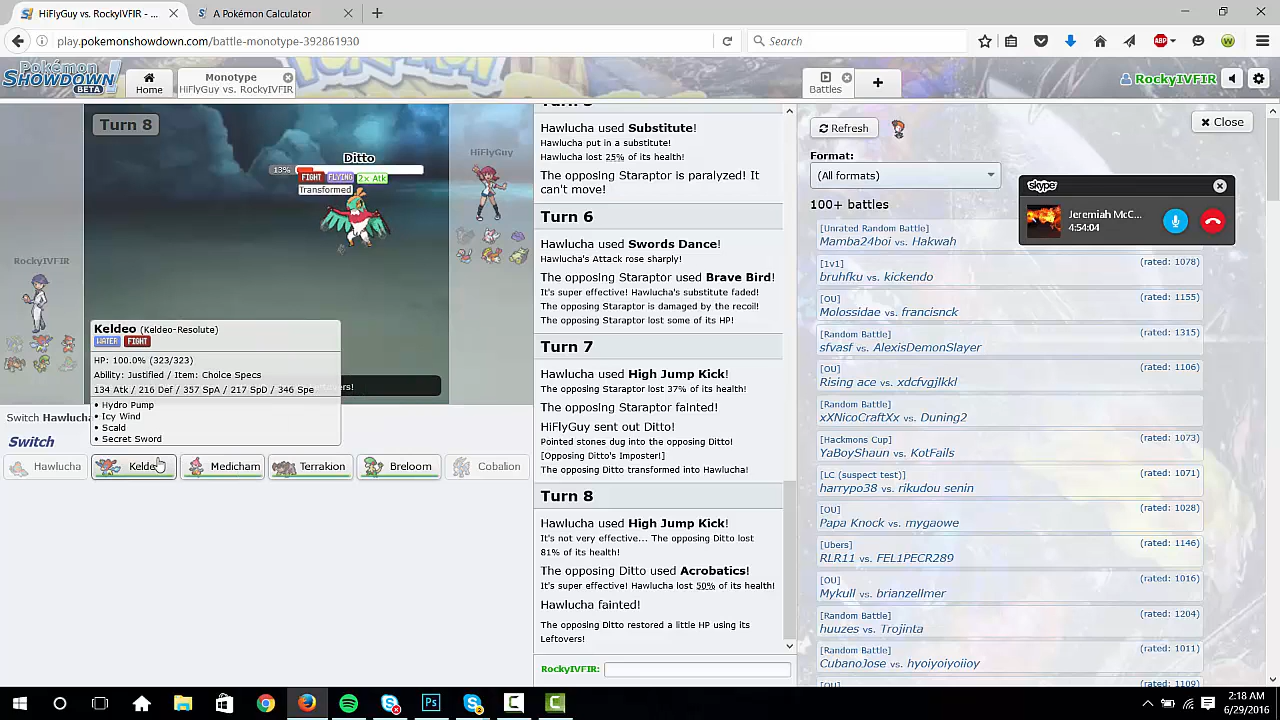 HiFlyGuy vs. RockyIVFIR - ...
A Pokémon Calculator
play.pokemonshowdown.com/battle-monotype-392861930
Search
ABP
W
Pokémon
SHOWDOWN!
BETA
Home
Monotype
HiFlyGuy vs. RockyIVFIR
Battles
RockyIVFIR
Turn 8
Ditto
13%
FIGHT FLYING 2× Atk
Transformed
HiFlyGuy
RockyIVFIR
Keldeo (Keldeo-Resolute)
WATER FIGHT
HP: 100.0% (323/323)
Ability: Justified / Item: Choice Specs
134 Atk / 216 Def / 357 SpA / 217 SpD / 346 Spe
• Hydro Pump
• Icy Wind
• Scald
• Secret Sword
Switch Hawluch
Switch
Hawlucha
Kelde
Medicham
Terrakion
Breloom
Cobalion
Hawlucha used Substitute!
Hawlucha put in a substitute!
Hawlucha lost 25% of its health!
The opposing Staraptor is paralyzed! It
can't move!
Turn 6
Hawlucha used Swords Dance!
Hawlucha's Attack rose sharply!
The opposing Staraptor used Brave Bird!
It's super effective! Hawlucha's substitute faded!
The opposing Staraptor is damaged by the recoil!
The opposing Staraptor lost some of its HP!
Turn 7
Hawlucha used High Jump Kick!
The opposing Staraptor lost 37% of its health!
The opposing Staraptor fainted!
HiFlyGuy sent out Ditto!
Pointed stones dug into the opposing Ditto!
[Opposing Ditto's Imposter!]
The opposing Ditto transformed into Hawlucha!
Turn 8
Hawlucha used High Jump Kick!
It's not very effective... The opposing Ditto lost
81% of its health!
The opposing Ditto used Acrobatics!
It's super effective! Hawlucha lost 50% of its health!
Hawlucha fainted!
The opposing Ditto restored a little HP using its
Leftovers!
RockyIVFIR:
Refresh
Close
Format:
(All formats)
100+ battles
skype
Jeremiah McC...
4:54:04
[Unrated Random Battle]
Mamba24boi vs. Hakwah
[1v1]
(rated: 1078)
bruhfku vs. kickendo
[OU]
(rated: 1155)
Molossidae vs. francisnck
[Random Battle]
(rated: 1315)
sfvasf vs. AlexisDemonSlayer
[OU]
(rated: 1106)
Rising ace vs. xdcfvgjlkkl
[Random Battle]
(rated: 1404)
xXNicoCraftXx vs. Duning2
[Hackmons Cup]
(rated: 1073)
YaBoyShaun vs. KotFails
[LC (suspect test)]
(rated: 1071)
harrypo38 vs. rikudou senin
[OU]
(rated: 1028)
Papa Knock vs. mygaowe
[Ubers]
(rated: 1146)
RLR11 vs. FEL1PECR289
[OU]
(rated: 1016)
Mykull vs. brianzellmer
[Random Battle]
(rated: 1204)
huuzes vs. Trojinta
[Random Battle]
(rated: 1011)
CubanoJose vs. hyoiyoiyoiioy
2:18 AM
6/29/2016